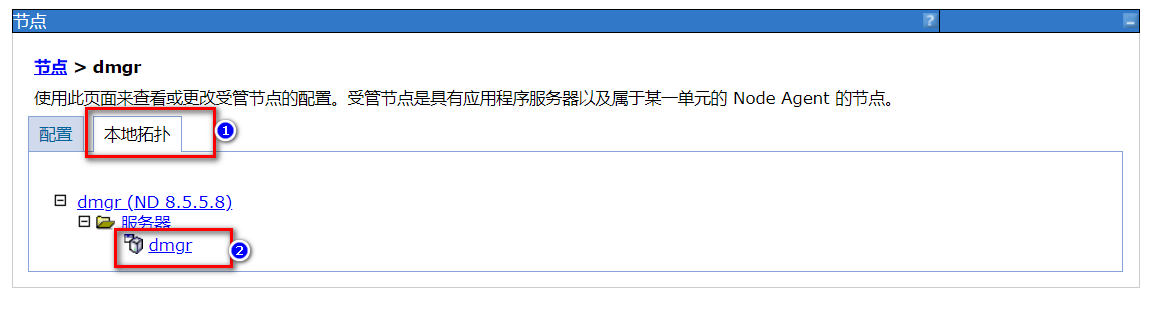 节点
?
节点 > dmgr
使用此页面来查看或更改受管节点的配置。受管节点是具有应用程序服务器以及属于某一单元的 Node Agent 的节点。
配置 本地拓扑 1
dmgr (ND 8.5.5.8)
服务器
dmgr 2